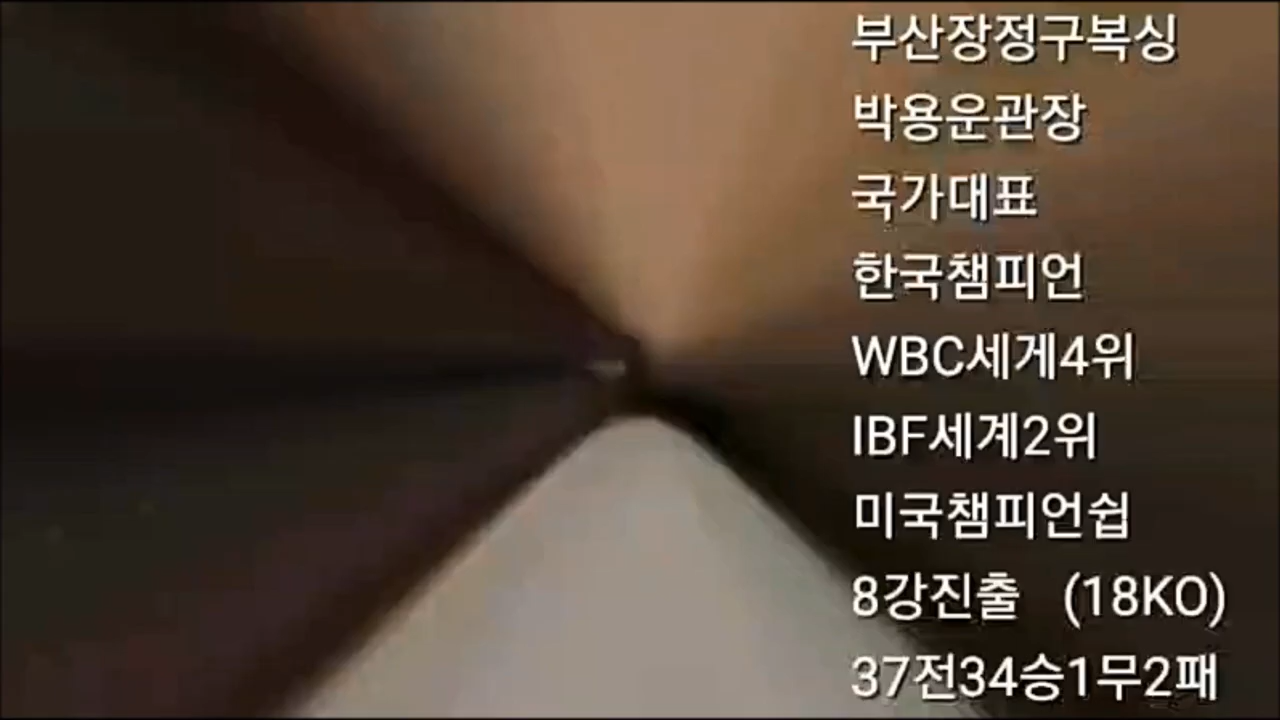 부산장정구복싱
박용운관장
국가대표
한국챔피언
WBC세게4위
IBF세계2위
미국챔피언쉽
8강진출 (18KO)
37전34승1무2패